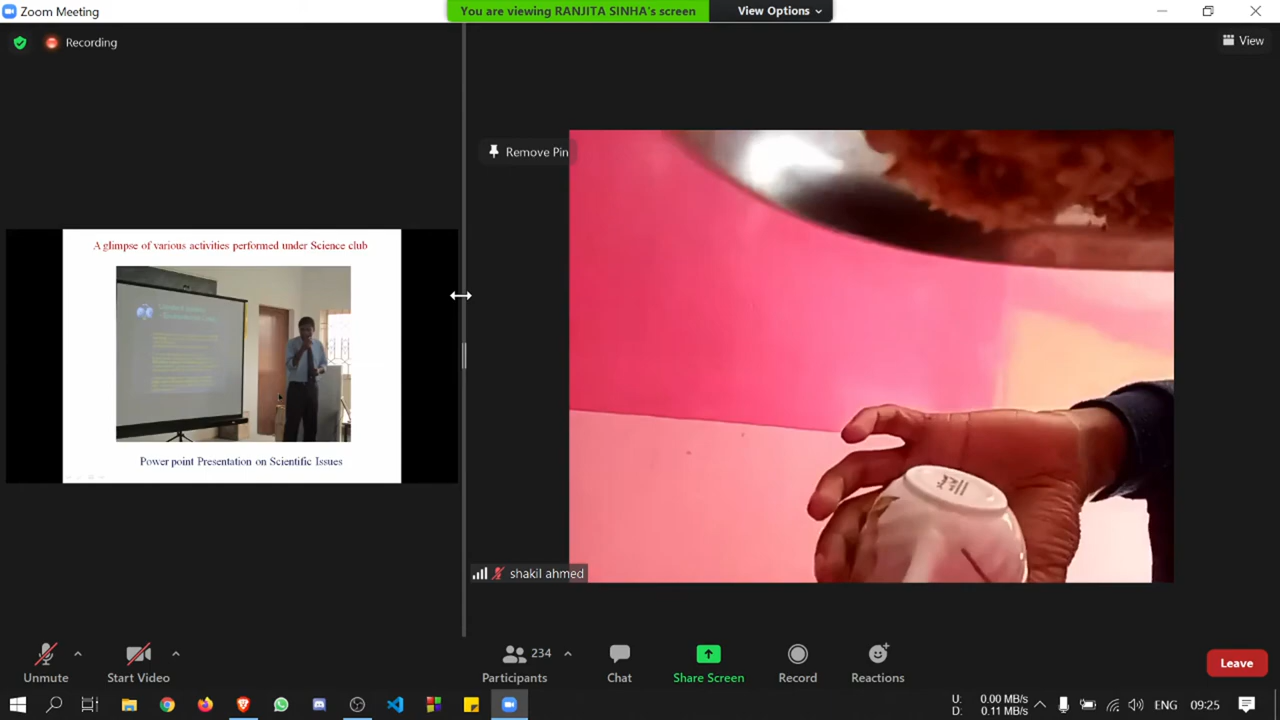 Zoom Meeting
You are viewing RANJITA SINHA's screen
View Options
Recording
View
Remove Pin
A glimpse of various activities performed under Science club
Power point Presentation on Scientific Issues
shakil ahmed
Unmute
Start Video
234
Participants
Chat
Share Screen
Record
Reactions
Leave
U: 0.00 MB/s
D: 0.11 MB/s
ENG
09:25